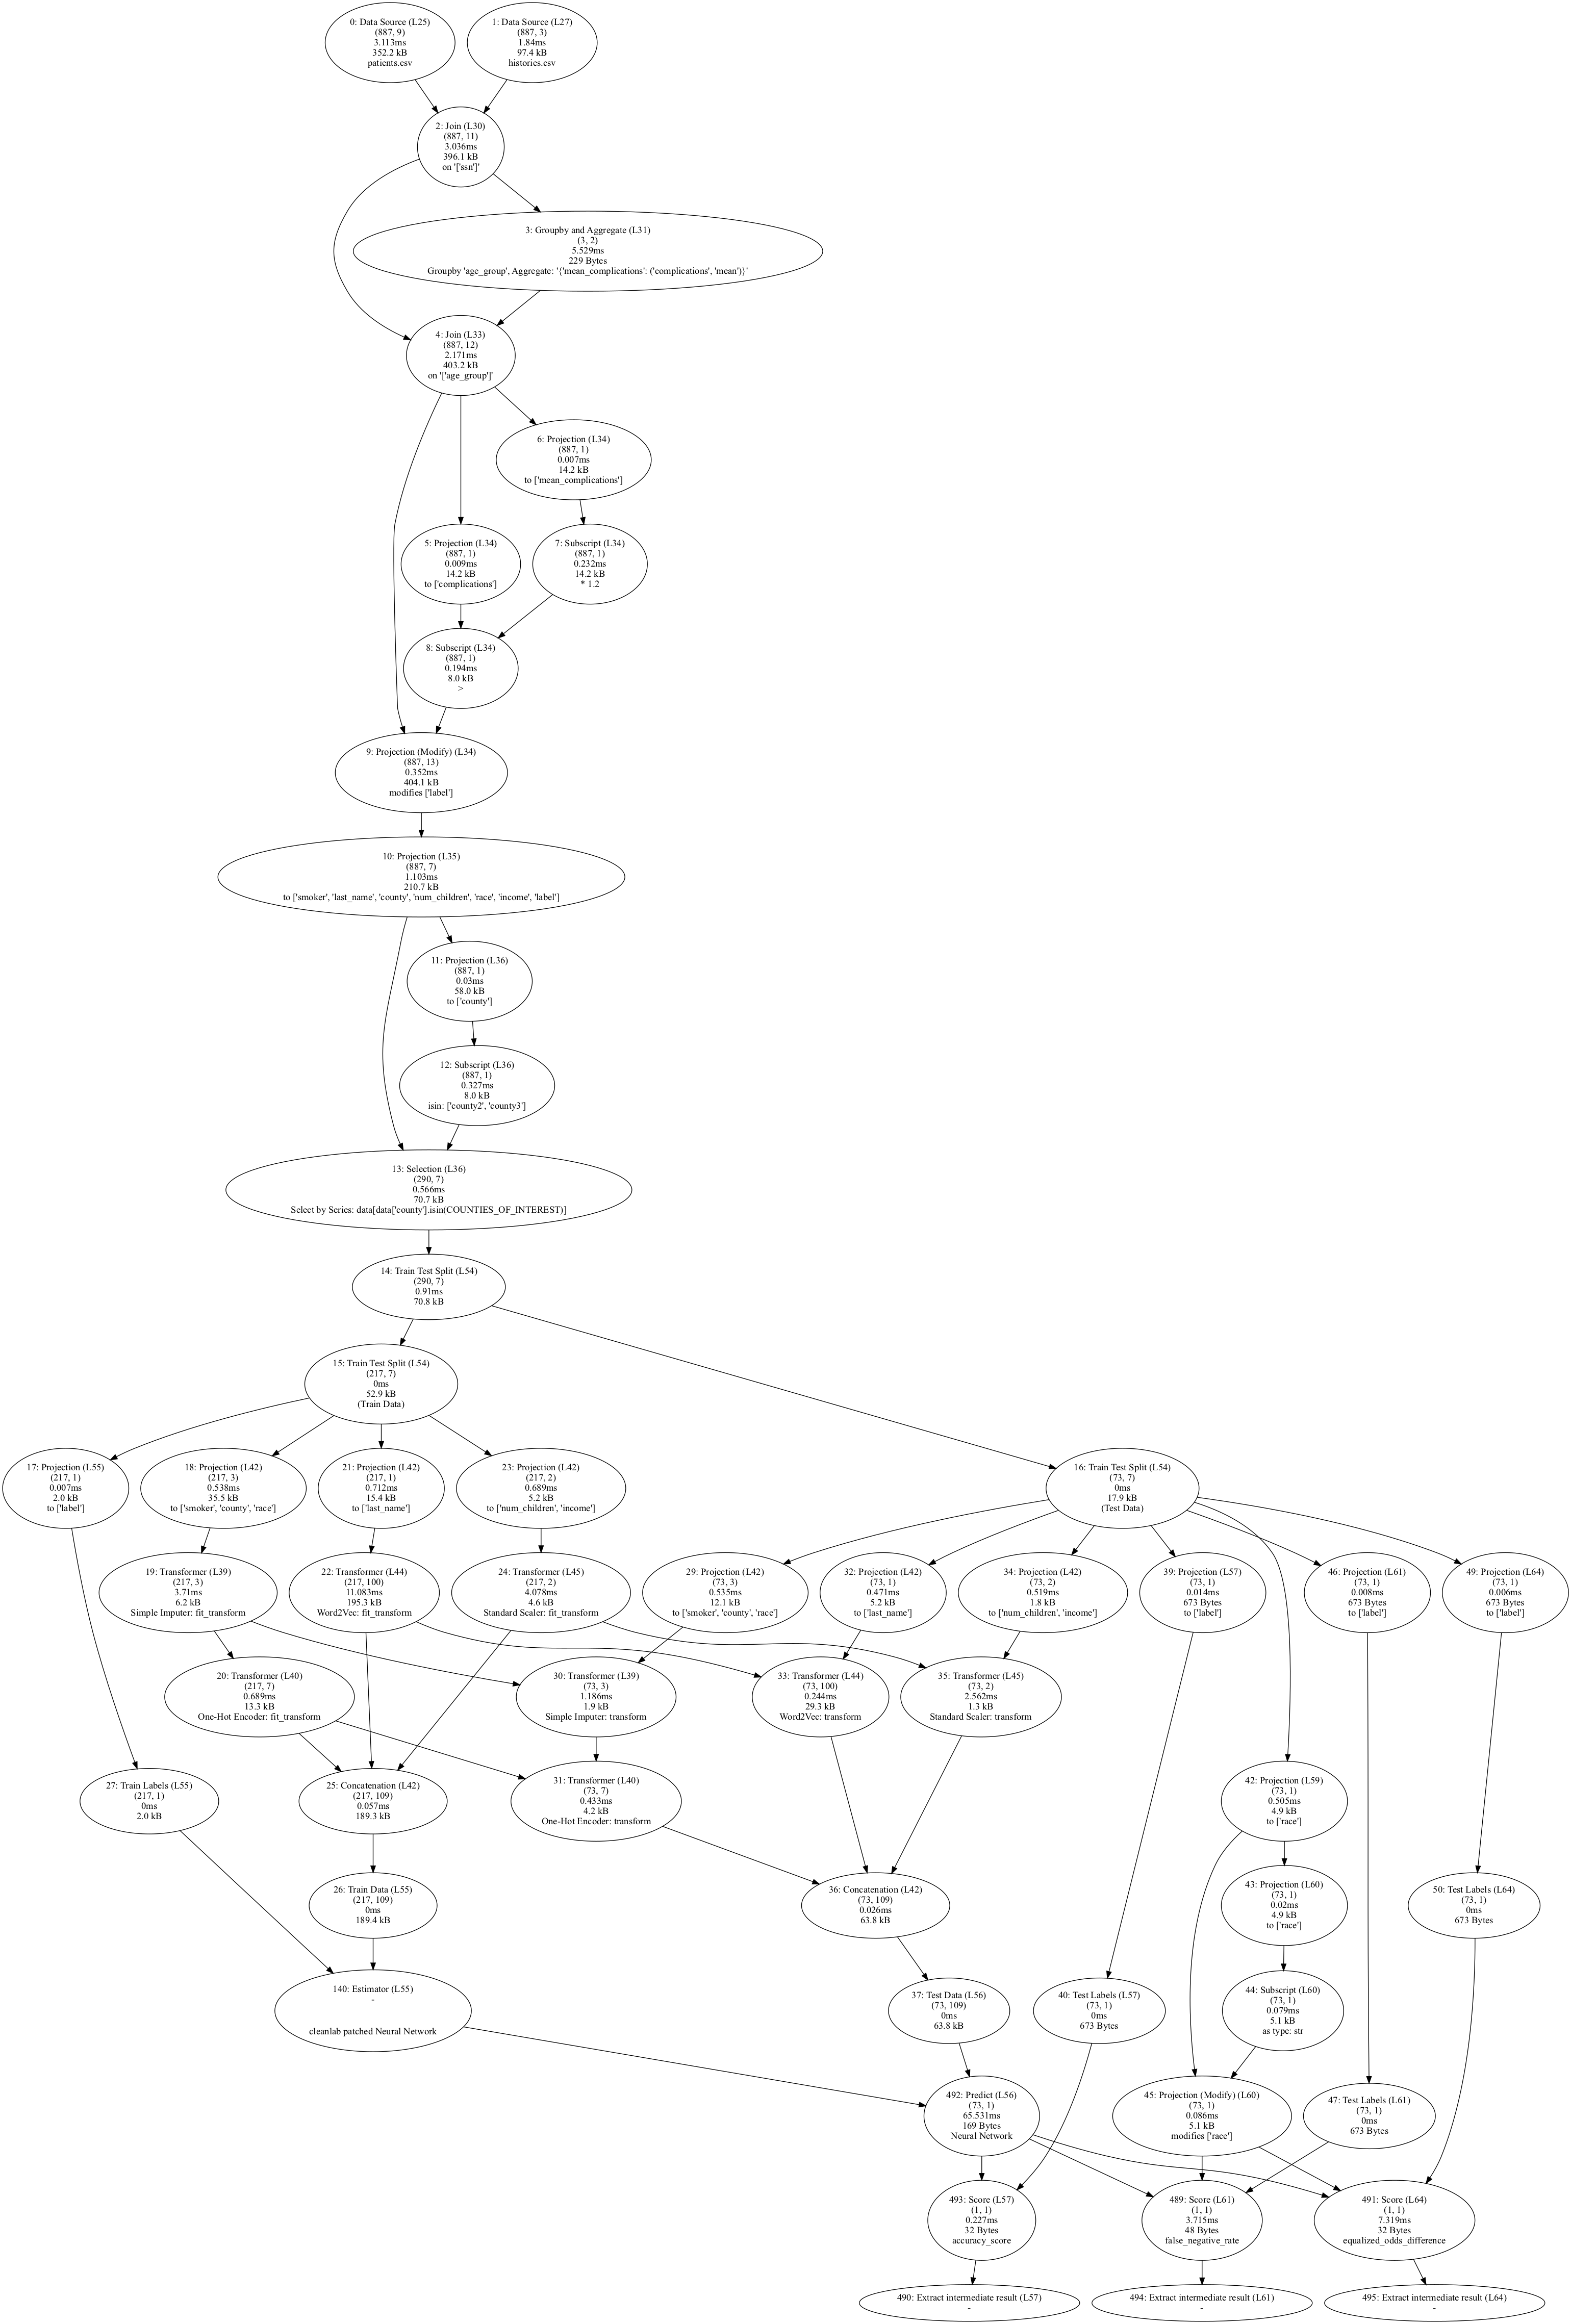 0: Data Source (L25)
(887, 9)
3.113ms
352.2 kB
patients.csv
1: Data Source (L27)
(887, 3)
1.84ms
97.4 kB
histories.csv
2: Join (L30)
(887, 11)
3.036ms
396.1 kB
on '['ssn']'
3: Groupby and Aggregate (L31)
(3, 2)
5.529ms
229 Bytes
Groupby 'age_group', Aggregate: '{'mean_complications': ('complications', 'mean')}'
4: Join (L33)
(887, 12)
2.171ms
403.2 kB
on '['age_group']'
6: Projection (L34)
(887, 1)
0.007ms
14.2 kB
to ['mean_complications']
5: Projection (L34)
(887, 1)
0.009ms
14.2 kB
to ['complications']
7: Subscript (L34)
(887, 1)
0.232ms
14.2 kB
* 1.2
8: Subscript (L34)
(887, 1)
0.194ms
8.0 kB
>
9: Projection (Modify) (L34)
(887, 13)
0.352ms
404.1 kB
modifies ['label']
10: Projection (L35)
(887, 7)
1.103ms
210.7 kB
to ['smoker', 'last_name', 'county', 'num_children', 'race', 'income', 'label']
11: Projection (L36)
(887, 1)
0.03ms
58.0 kB
to ['county']
12: Subscript (L36)
(887, 1)
0.327ms
8.0 kB
isin: ['county2', 'county3']
13: Selection (L36)
(290, 7)
0.566ms
70.7 kB
Select by Series: data[data['county'].isin(COUNTIES_OF_INTEREST)]
14: Train Test Split (L54)
(290, 7)
0.91ms
70.8 kB
15: Train Test Split (L54)
(217, 7)
0ms
52.9 kB
(Train Data)
17: Projection (L55)
(217, 1)
0.007ms
2.0 kB
to ['label']
18: Projection (L42)
(217, 3)
0.538ms
35.5 kB
to ['smoker', 'county', 'race']
21: Projection (L42)
(217, 1)
0.712ms
15.4 kB
to ['last_name']
23: Projection (L42)
(217, 2)
0.689ms
5.2 kB
to ['num_children', 'income']
16: Train Test Split (L54)
(73, 7)
0ms
17.9 kB
(Test Data)
19: Transformer (L39)
(217, 3)
3.71ms
6.2 kB
Simple Imputer: fit_transform
22: Transformer (L44)
(217, 100)
11.083ms
195.3 kB
Word2Vec: fit_transform
24: Transformer (L45)
(217, 2)
4.078ms
4.6 kB
Standard Scaler: fit_transform
29: Projection (L42)
(73, 3)
0.535ms
12.1 kB
to ['smoker', 'county', 'race']
32: Projection (L42)
(73, 1)
0.471ms
5.2 kB
to ['last_name']
34: Projection (L42)
(73, 2)
0.519ms
1.8 kB
to ['num_children', 'income']
39: Projection (L57)
(73, 1)
0.014ms
673 Bytes
to ['label']
46: Projection (L61)
(73, 1)
0.008ms
673 Bytes
to ['label']
49: Projection (L64)
(73, 1)
0.006ms
673 Bytes
to ['label']
20: Transformer (L40)
(217, 7)
0.689ms
13.3 kB
One-Hot Encoder: fit_transform
30: Transformer (L39)
(73, 3)
1.186ms
1.9 kB
Simple Imputer: transform
33: Transformer (L44)
(73, 100)
0.244ms
29.3 kB
Word2Vec: transform
35: Transformer (L45)
(73, 2)
2.562ms
1.3 kB
Standard Scaler: transform
27: Train Labels (L55)
(217, 1)
0ms
2.0 kB
25: Concatenation (L42)
(217, 109)
0.057ms
189.3 kB
31: Transformer (L40)
(73, 7)
0.433ms
4.2 kB
One-Hot Encoder: transform
42: Projection (L59)
(73, 1)
0.505ms
4.9 kB
to ['race']
26: Train Data (L55)
(217, 109)
0ms
189.4 kB
36: Concatenation (L42)
(73, 109)
0.026ms
63.8 kB
43: Projection (L60)
(73, 1)
0.02ms
4.9 kB
to ['race']
50: Test Labels (L64)
(73, 1)
0ms
673 Bytes
140: Estimator (L55)
-
cleanlab patched Neural Network
37: Test Data (L56)
(73, 109)
0ms
63.8 kB
40: Test Labels (L57)
(73, 1)
0ms
673 Bytes
44: Subscript (L60)
(73, 1)
0.079ms
5.1 kB
as type: str
492: Predict (L56)
(73, 1)
65.531ms
169 Bytes
Neural Network
45: Projection (Modify) (L60)
(73, 1)
0.086ms
5.1 kB
modifies ['race']
47: Test Labels (L61)
(73, 1)
0ms
673 Bytes
493: Score (L57)
(1, 1)
0.227ms
32 Bytes
accuracy_score
489: Score (L61)
(1, 1)
3.715ms
48 Bytes
false_negative_rate
491: Score (L64)
(1, 1)
7.319ms
32 Bytes
equalized_odds_difference
490: Extract intermediate result (L57)
-
494: Extract intermediate result (L61)
-
495: Extract intermediate result (L64)
-